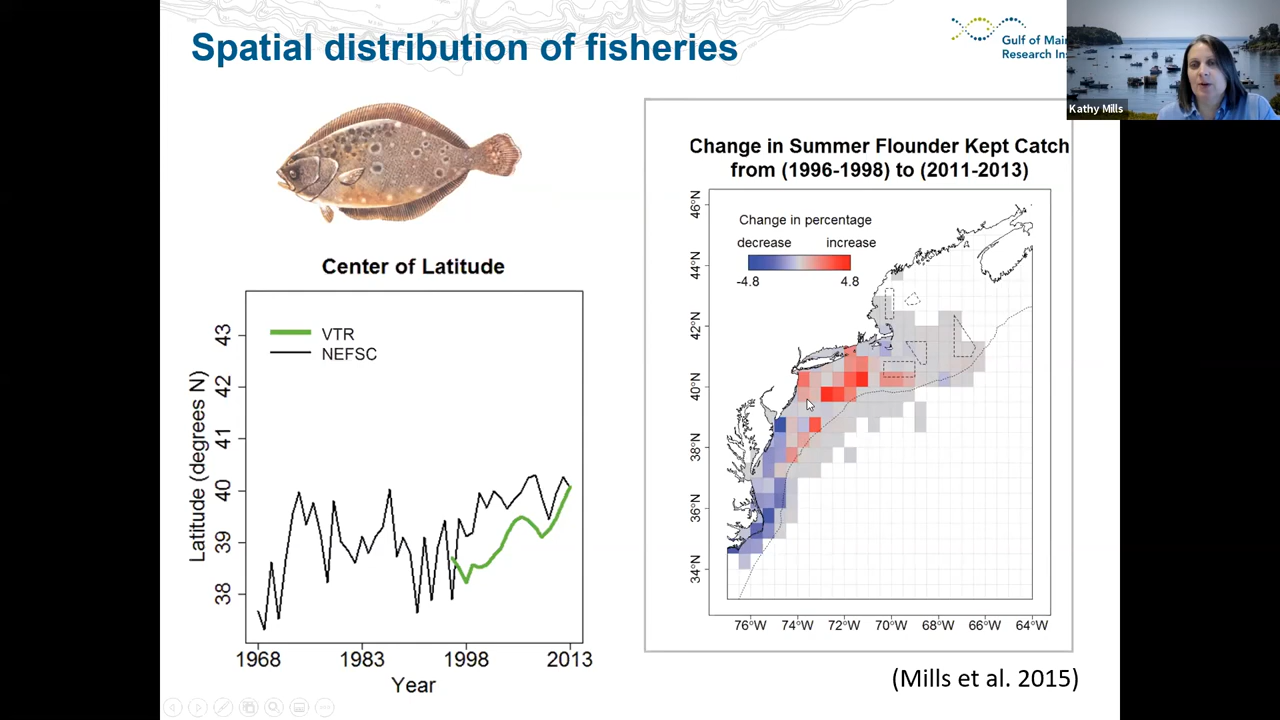 Spatial distribution of fisheries
Gulf of Main
Research Ins
Kathy Mills
Center of Latitude
VTR
NEFSC
Latitude (degrees N)
43
42
41
40
39
38
1968
1983
1998
2013
Year
Change in Summer Flounder Kept Catch
from (1996-1998) to (2011-2013)
Change in percentage
decrease increase
-4.8 4.8
46°N
44°N
42°N
40°N
38°N
36°N
34°N
76°W 74°W 72°W 70°W 68°W 66°W 64°W
(Mills et al. 2015)